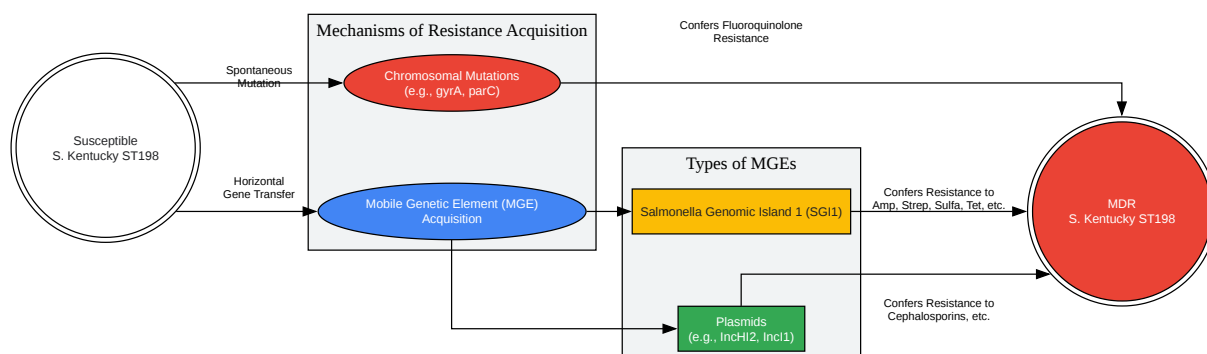 Mechanisms of Resistance Acquisition
Confers Fluoroquinolone
Resistance
Spontaneous
Mutation
Chromosomal Mutations
(e.g., gyrA, parC)
Susceptible
S. Kentucky ST198
Types of MGEs
Horizontal
Gene Transfer
Mobile Genetic Element (MGE)
Acquisition
Salmonella Genomic Island 1 (SGI1)
Confers Resistance to
Amp, Strep, Sulfa, Tet, etc.
MDR
S. Kentucky ST198
Plasmids
(e.g., IncHI2, IncI1)
Confers Resistance to
Cephalosporins, etc.